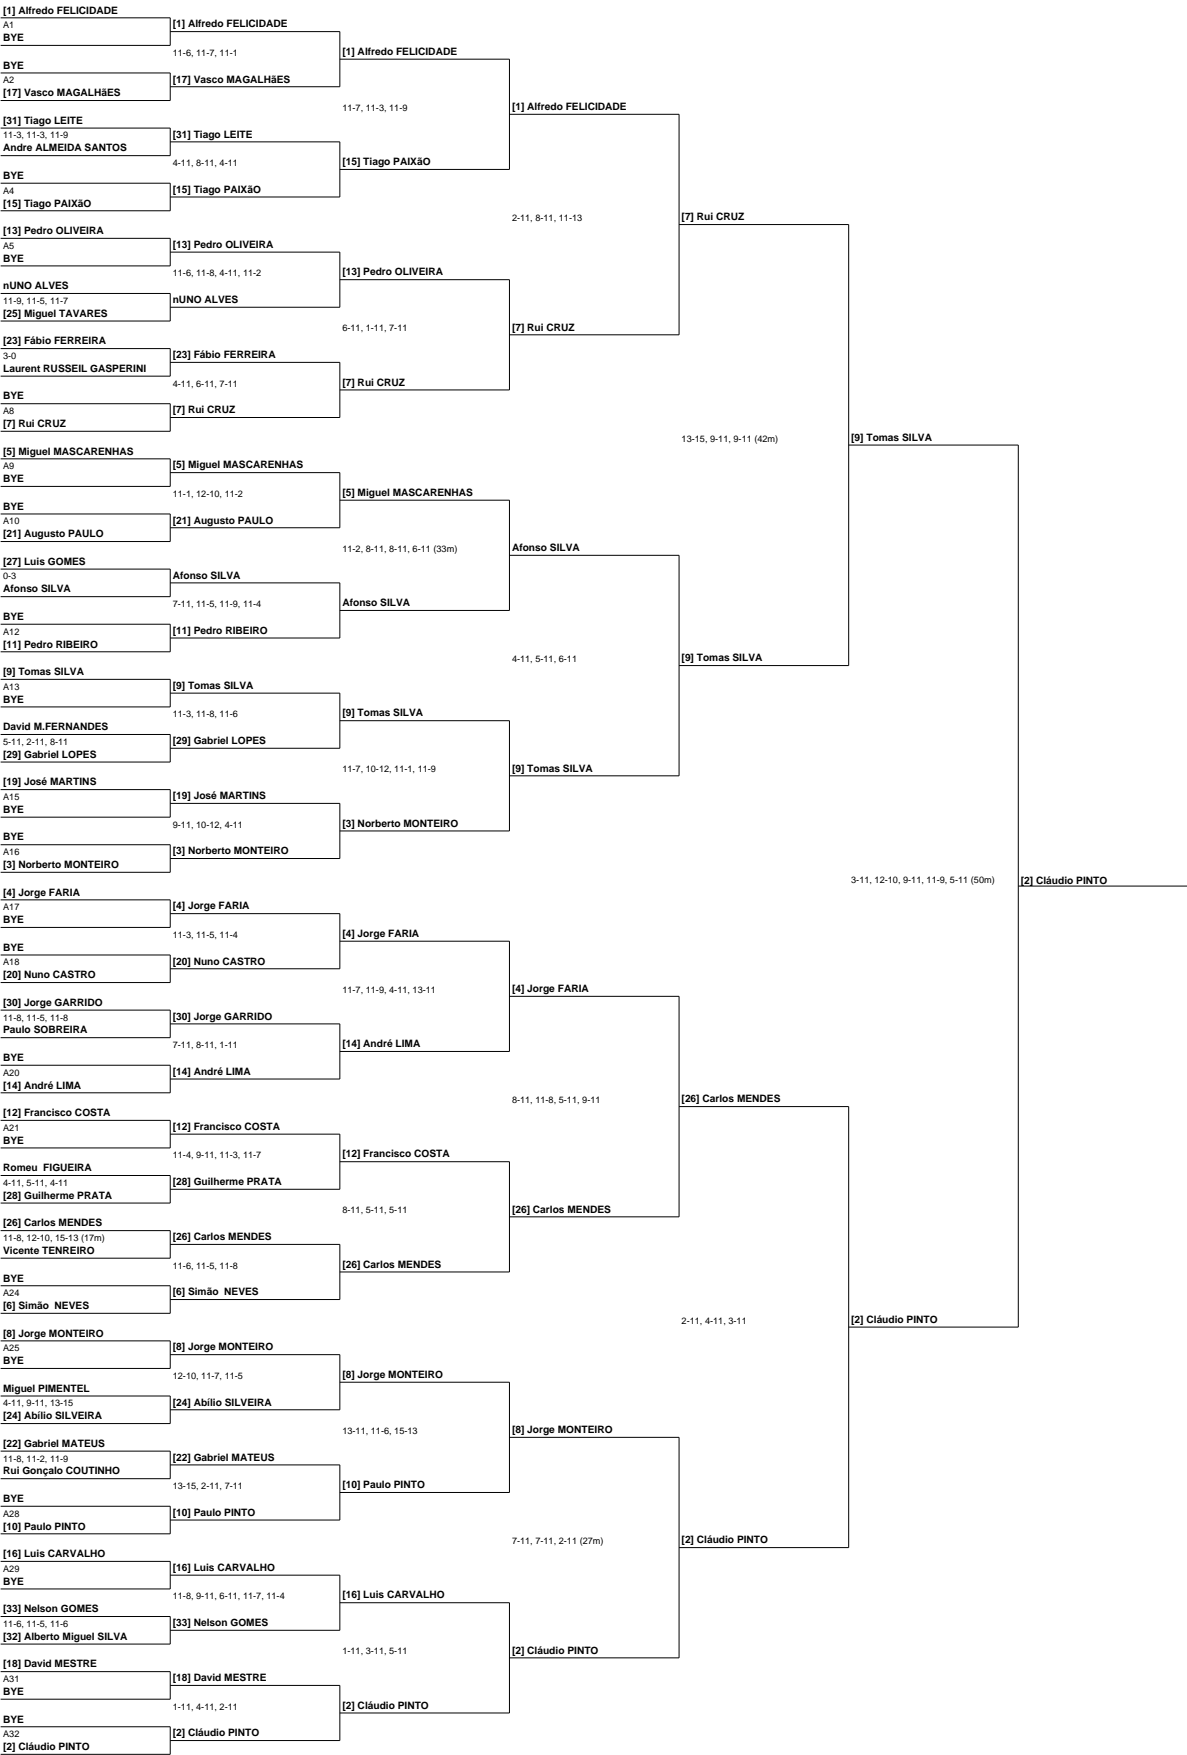 [1] Alfredo FELICIDADE
A1
BYE
BYE
A2
[17] Vasco MAGALHãES
[31] Tiago LEITE
11-3, 11-3, 11-9
Andre ALMEIDA SANTOS
BYE
A4
[15] Tiago PAIXãO
[13] Pedro OLIVEIRA
A5
BYE
nUNO ALVES
11-9, 11-5, 11-7
[25] Miguel TAVARES
[23] Fábio FERREIRA
3-0
Laurent RUSSEIL GASPERINI
BYE
A8
[7] Rui CRUZ
[5] Miguel MASCARENHAS
A9
BYE
BYE
A10
[21] Augusto PAULO
[27] Luis GOMES
0-3
Afonso SILVA
BYE
A12
[11] Pedro RIBEIRO
[9] Tomas SILVA
A13
BYE
David M.FERNANDES
5-11, 2-11, 8-11
[29] Gabriel LOPES
[19] José MARTINS
A15
BYE
BYE
A16
[3] Norberto MONTEIRO
[4] Jorge FARIA
A17
BYE
BYE
A18
[20] Nuno CASTRO
[30] Jorge GARRIDO
11-8, 11-5, 11-8
Paulo SOBREIRA
BYE
A20
[14] André LIMA
[12] Francisco COSTA
A21
BYE
Romeu  FIGUEIRA
4-11, 5-11, 4-11
[28] Guilherme PRATA
[26] Carlos MENDES
11-8, 12-10, 15-13 (17m)
Vicente TENREIRO
BYE
A24
[6] Simão  NEVES
[8] Jorge MONTEIRO
A25
BYE
Miguel PIMENTEL
4-11, 9-11, 13-15
[24] Abílio SILVEIRA
[22] Gabriel MATEUS
11-8, 11-2, 11-9
Rui Gonçalo COUTINHO
BYE
A28
[10] Paulo PINTO
[16] Luis CARVALHO
A29
BYE
[33] Nelson GOMES
11-6, 11-5, 11-6
[32] Alberto Miguel SILVA
[18] David MESTRE
A31
BYE
BYE
A32
[2] Cláudio PINTO
[1] Alfredo FELICIDADE
11-6, 11-7, 11-1
[17] Vasco MAGALHãES
[31] Tiago LEITE
4-11, 8-11, 4-11
[15] Tiago PAIXãO
[13] Pedro OLIVEIRA
11-6, 11-8, 4-11, 11-2
nUNO ALVES
[23] Fábio FERREIRA
4-11, 6-11, 7-11
[7] Rui CRUZ
[5] Miguel MASCARENHAS
11-1, 12-10, 11-2
[21] Augusto PAULO
Afonso SILVA
7-11, 11-5, 11-9, 11-4
[11] Pedro RIBEIRO
[9] Tomas SILVA
11-3, 11-8, 11-6
[29] Gabriel LOPES
[19] José MARTINS
9-11, 10-12, 4-11
[3] Norberto MONTEIRO
[4] Jorge FARIA
11-3, 11-5, 11-4
[20] Nuno CASTRO
[30] Jorge GARRIDO
7-11, 8-11, 1-11
[14] André LIMA
[12] Francisco COSTA
11-4, 9-11, 11-3, 11-7
[28] Guilherme PRATA
[26] Carlos MENDES
11-6, 11-5, 11-8
[6] Simão  NEVES
[8] Jorge MONTEIRO
12-10, 11-7, 11-5
[24] Abílio SILVEIRA
[22] Gabriel MATEUS
13-15, 2-11, 7-11
[10] Paulo PINTO
[16] Luis CARVALHO
11-8, 9-11, 6-11, 11-7, 11-4
[33] Nelson GOMES
[18] David MESTRE
1-11, 4-11, 2-11
[2] Cláudio PINTO
[1] Alfredo FELICIDADE
11-7, 11-3, 11-9
[15] Tiago PAIXãO
[13] Pedro OLIVEIRA
6-11, 1-11, 7-11
[7] Rui CRUZ
[5] Miguel MASCARENHAS
11-2, 8-11, 8-11, 6-11 (33m)
Afonso SILVA
[9] Tomas SILVA
11-7, 10-12, 11-1, 11-9
[3] Norberto MONTEIRO
[4] Jorge FARIA
11-7, 11-9, 4-11, 13-11
[14] André LIMA
[12] Francisco COSTA
8-11, 5-11, 5-11
[26] Carlos MENDES
[8] Jorge MONTEIRO
13-11, 11-6, 15-13
[10] Paulo PINTO
[16] Luis CARVALHO
1-11, 3-11, 5-11
[2] Cláudio PINTO
[1] Alfredo FELICIDADE
2-11, 8-11, 11-13
[7] Rui CRUZ
Afonso SILVA
4-11, 5-11, 6-11
[9] Tomas SILVA
[4] Jorge FARIA
8-11, 11-8, 5-11, 9-11
[26] Carlos MENDES
[8] Jorge MONTEIRO
7-11, 7-11, 2-11 (27m)
[2] Cláudio PINTO
[7] Rui CRUZ
13-15, 9-11, 9-11 (42m)
[9] Tomas SILVA
[26] Carlos MENDES
2-11, 4-11, 3-11
[2] Cláudio PINTO
[9] Tomas SILVA
3-11, 12-10, 9-11, 11-9, 5-11 (50m)
[2] Cláudio PINTO
[2] Cláudio PINTO